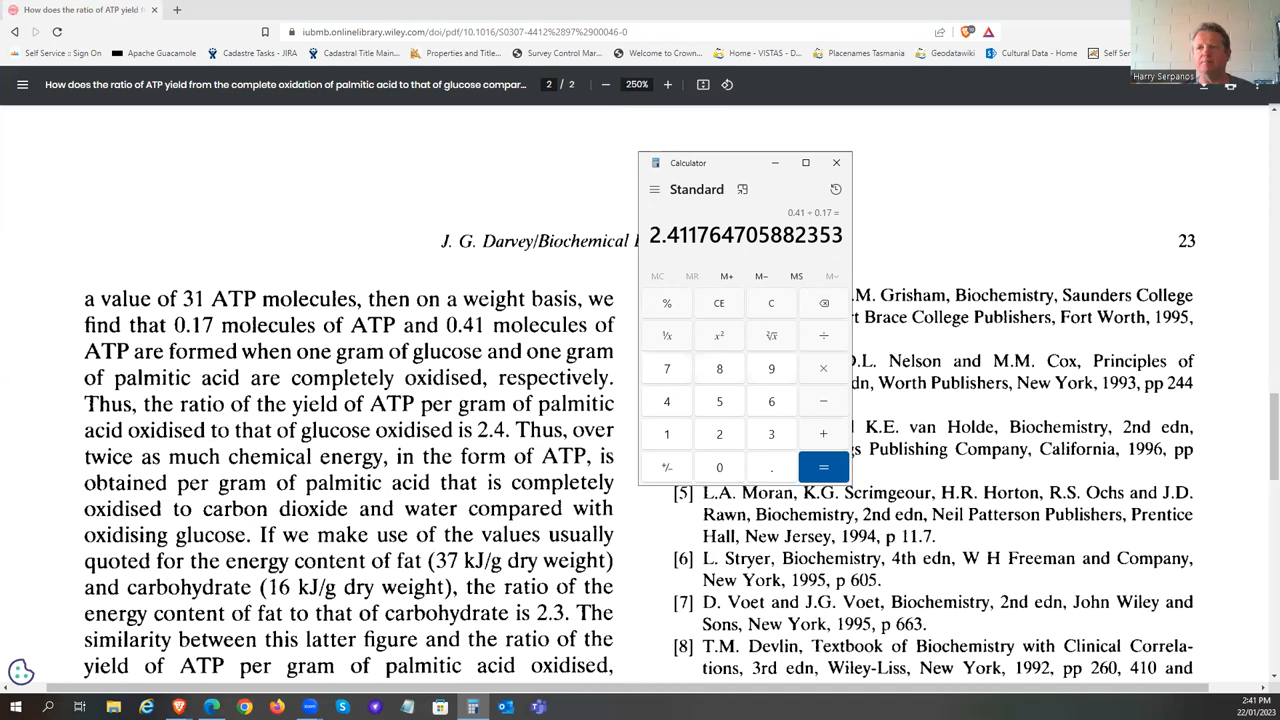 How does the ratio of ATP yield f
iubmb.onlinelibrary.wiley.com/doi/pdf/10.1016/S0307-4412%2897%2900046-0
Self Service :: Sign On
Apache Guacamole
Cadastre Tasks - JIRA
Cadastral Title Main...
Properties and Title...
Survey Control Mar...
Welcome to Crown...
Home - VISTAS - D...
Placenames Tasmania
Geodatawiki
Cultural Data - Home
Self Serv
Harry Serpanos
How does the ratio of ATP yield from the complete oxidation of palmitic acid to that of glucose compar...
2 / 2
250%
J. G. Darvey/Biochemical
23
a value of 31 ATP molecules, then on a weight basis, we
find that 0.17 molecules of ATP and 0.41 molecules of
ATP are formed when one gram of glucose and one gram
of palmitic acid are completely oxidised, respectively.
Thus, the ratio of the yield of ATP per gram of palmitic
acid oxidised to that of glucose oxidised is 2.4. Thus, over
twice as much chemical energy, in the form of ATP, is
obtained per gram of palmitic acid that is completely
oxidised to carbon dioxide and water compared with
oxidising glucose. If we make use of the values usually
quoted for the energy content of fat (37 kJ/g dry weight)
and carbohydrate (16 kJ/g dry weight), the ratio of the
energy content of fat to that of carbohydrate is 2.3. The
similarity between this latter figure and the ratio of the
yield of ATP per gram of palmitic acid oxidised,
Calculator
Standard
0.41 ÷ 0.17 =
2.411764705882353
MC MR M+ M− MS M
% CE C
¹/x x² ²√x ÷
7 8 9 ×
4 5 6 −
1 2 3 +
+/− 0 . =
.M. Grisham, Biochemistry, Saunders College
rt Brace College Publishers, Fort Worth, 1995,
D.L. Nelson and M.M. Cox, Principles of
edn, Worth Publishers, New York, 1993, pp 244
K.E. van Holde, Biochemistry, 2nd edn,
gs Publishing Company, California, 1996, pp
[5] L.A. Moran, K.G. Scrimgeour, H.R. Horton, R.S. Ochs and J.D.
Rawn, Biochemistry, 2nd edn, Neil Patterson Publishers, Prentice
Hall, New Jersey, 1994, p 11.7.
[6] L. Stryer, Biochemistry, 4th edn, W H Freeman and Company,
New York, 1995, p 605.
[7] D. Voet and J.G. Voet, Biochemistry, 2nd edn, John Wiley and
Sons, New York, 1995, p 663.
[8] T.M. Devlin, Textbook of Biochemistry with Clinical Correla-
tions, 3rd edn, Wiley-Liss, New York, 1992, pp 260, 410 and
2:41 PM
22/01/2023